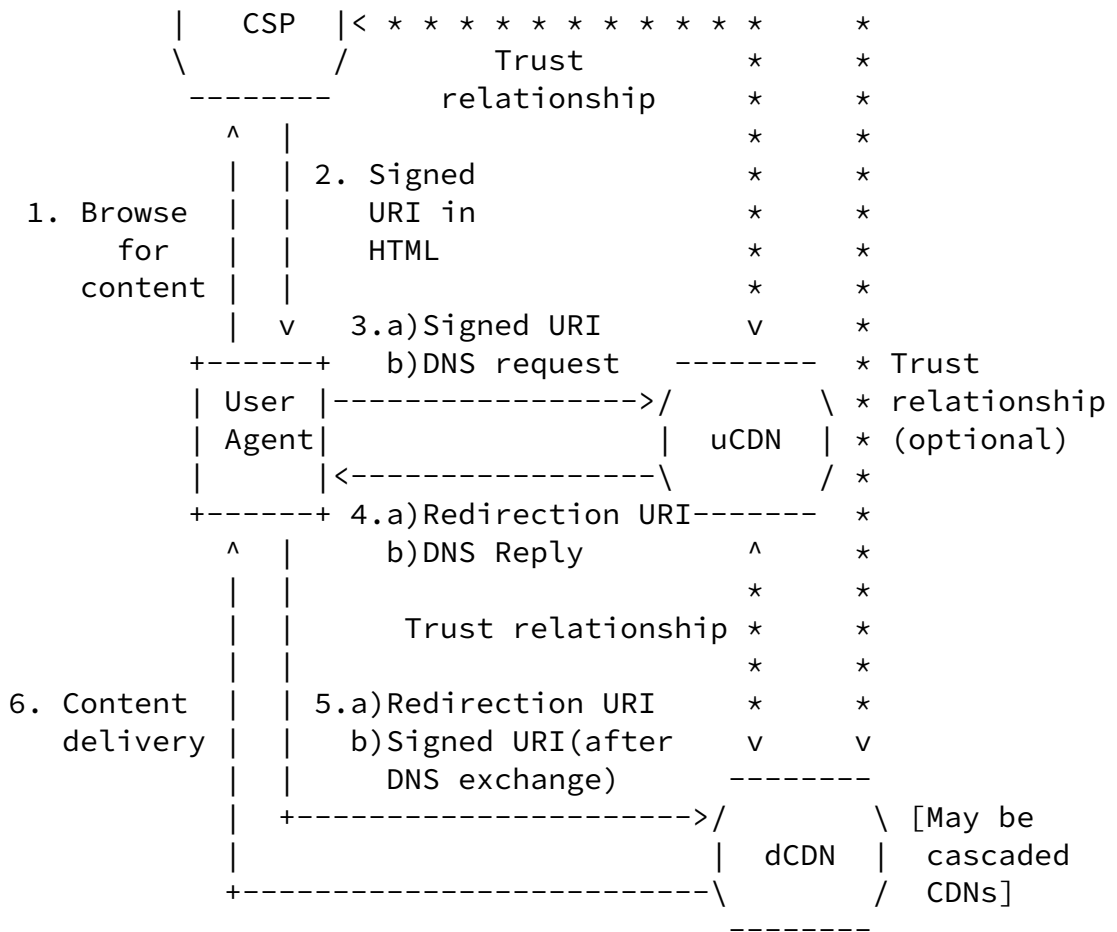 CSP
Trust
relationship
2. Signed
1. Browse URI in
for HTML
content
3.a)Signed URI
b)DNS request
Trust
User relationship
Agent uCDN (optional)
4.a)Redirection URI
b)DNS Reply
Trust relationship
6. Content 5.a)Redirection URI
delivery b)Signed URI(after
DNS exchange)
[May be
dCDN cascaded
CDNs]